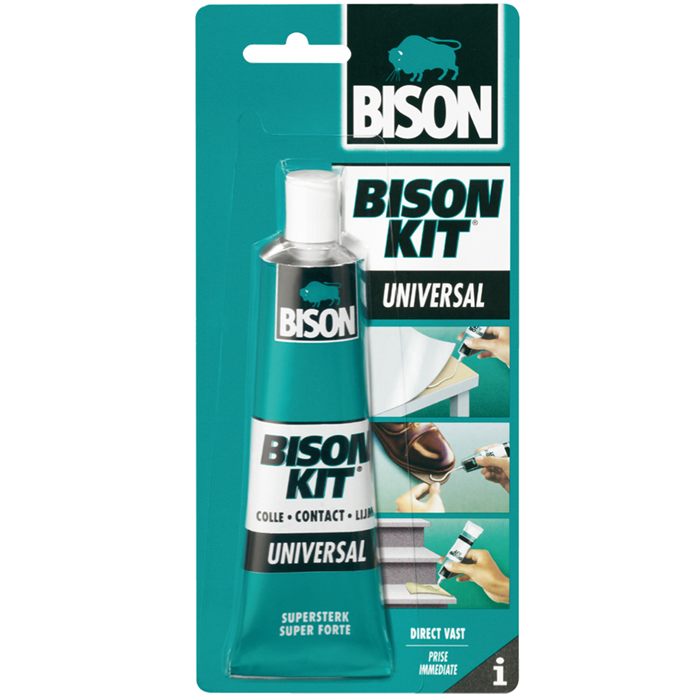 BISON
BISON
KIT®
UNIVERSAL
BISON
BISON
KIT®
COLLE • CONTACT • LIJM
UNIVERSAL
SUPERSTERK
SUPER FORTE
DIRECT VAST
PRISE
IMMEDIATE
i